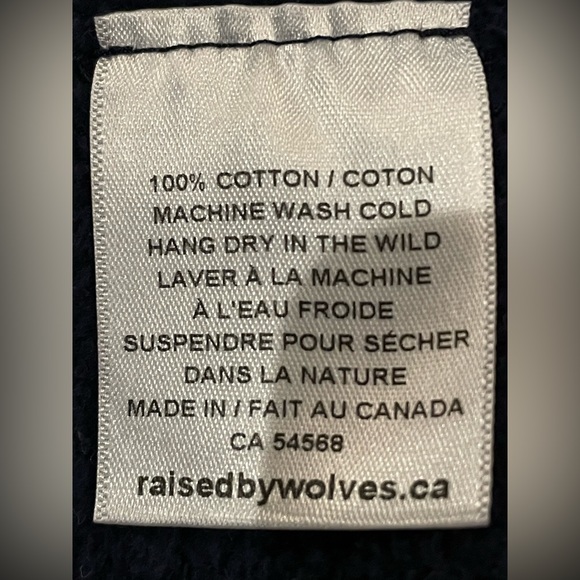 100% COTTON / COTON
MACHINE WASH COLD
HANG DRY IN THE WILD
LAVER À LA MACHINE
À L'EAU FROIDE
SUSPENDRE POUR SÉCHER
DANS LA NATURE
MADE IN / FAIT AU CANADA
CA 54568
raisedbywolves.ca